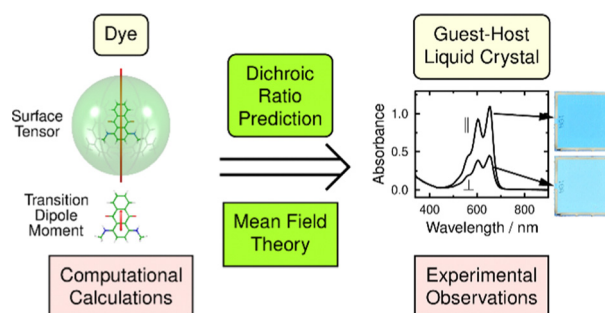 Dye
Surface
Tensor
Transition
Dipole
Moment
Computational
Calculations
Dichroic
Ratio
Prediction
Mean Field
Theory
Guest-Host
Liquid Crystal
Absorbance
1.0
0.5
0.0
||
⊥
400
600
800
Wavelength / nm
Experimental
Observations